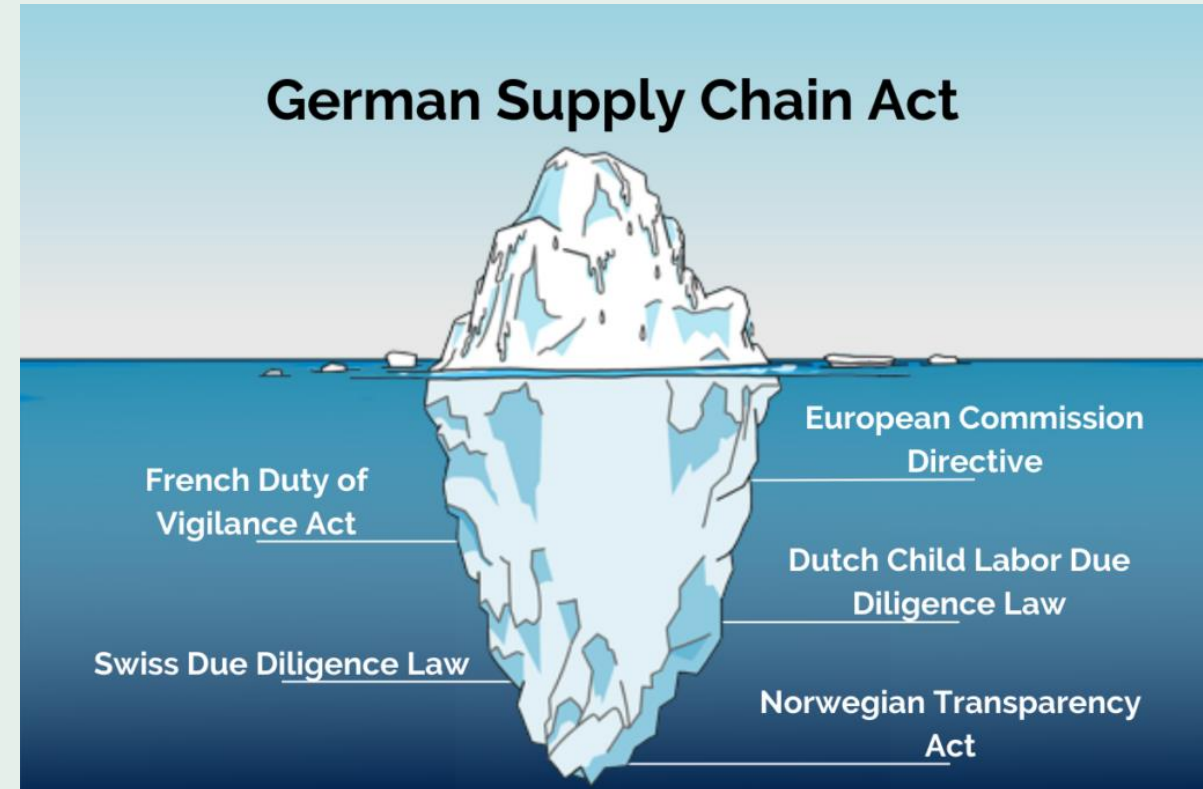 German Supply Chain Act
French Duty of
Vigilance Act
Swiss Due Diligence Law
European Commission
Directive
Dutch Child Labor Due
Diligence Law
Norwegian Transparency
Act